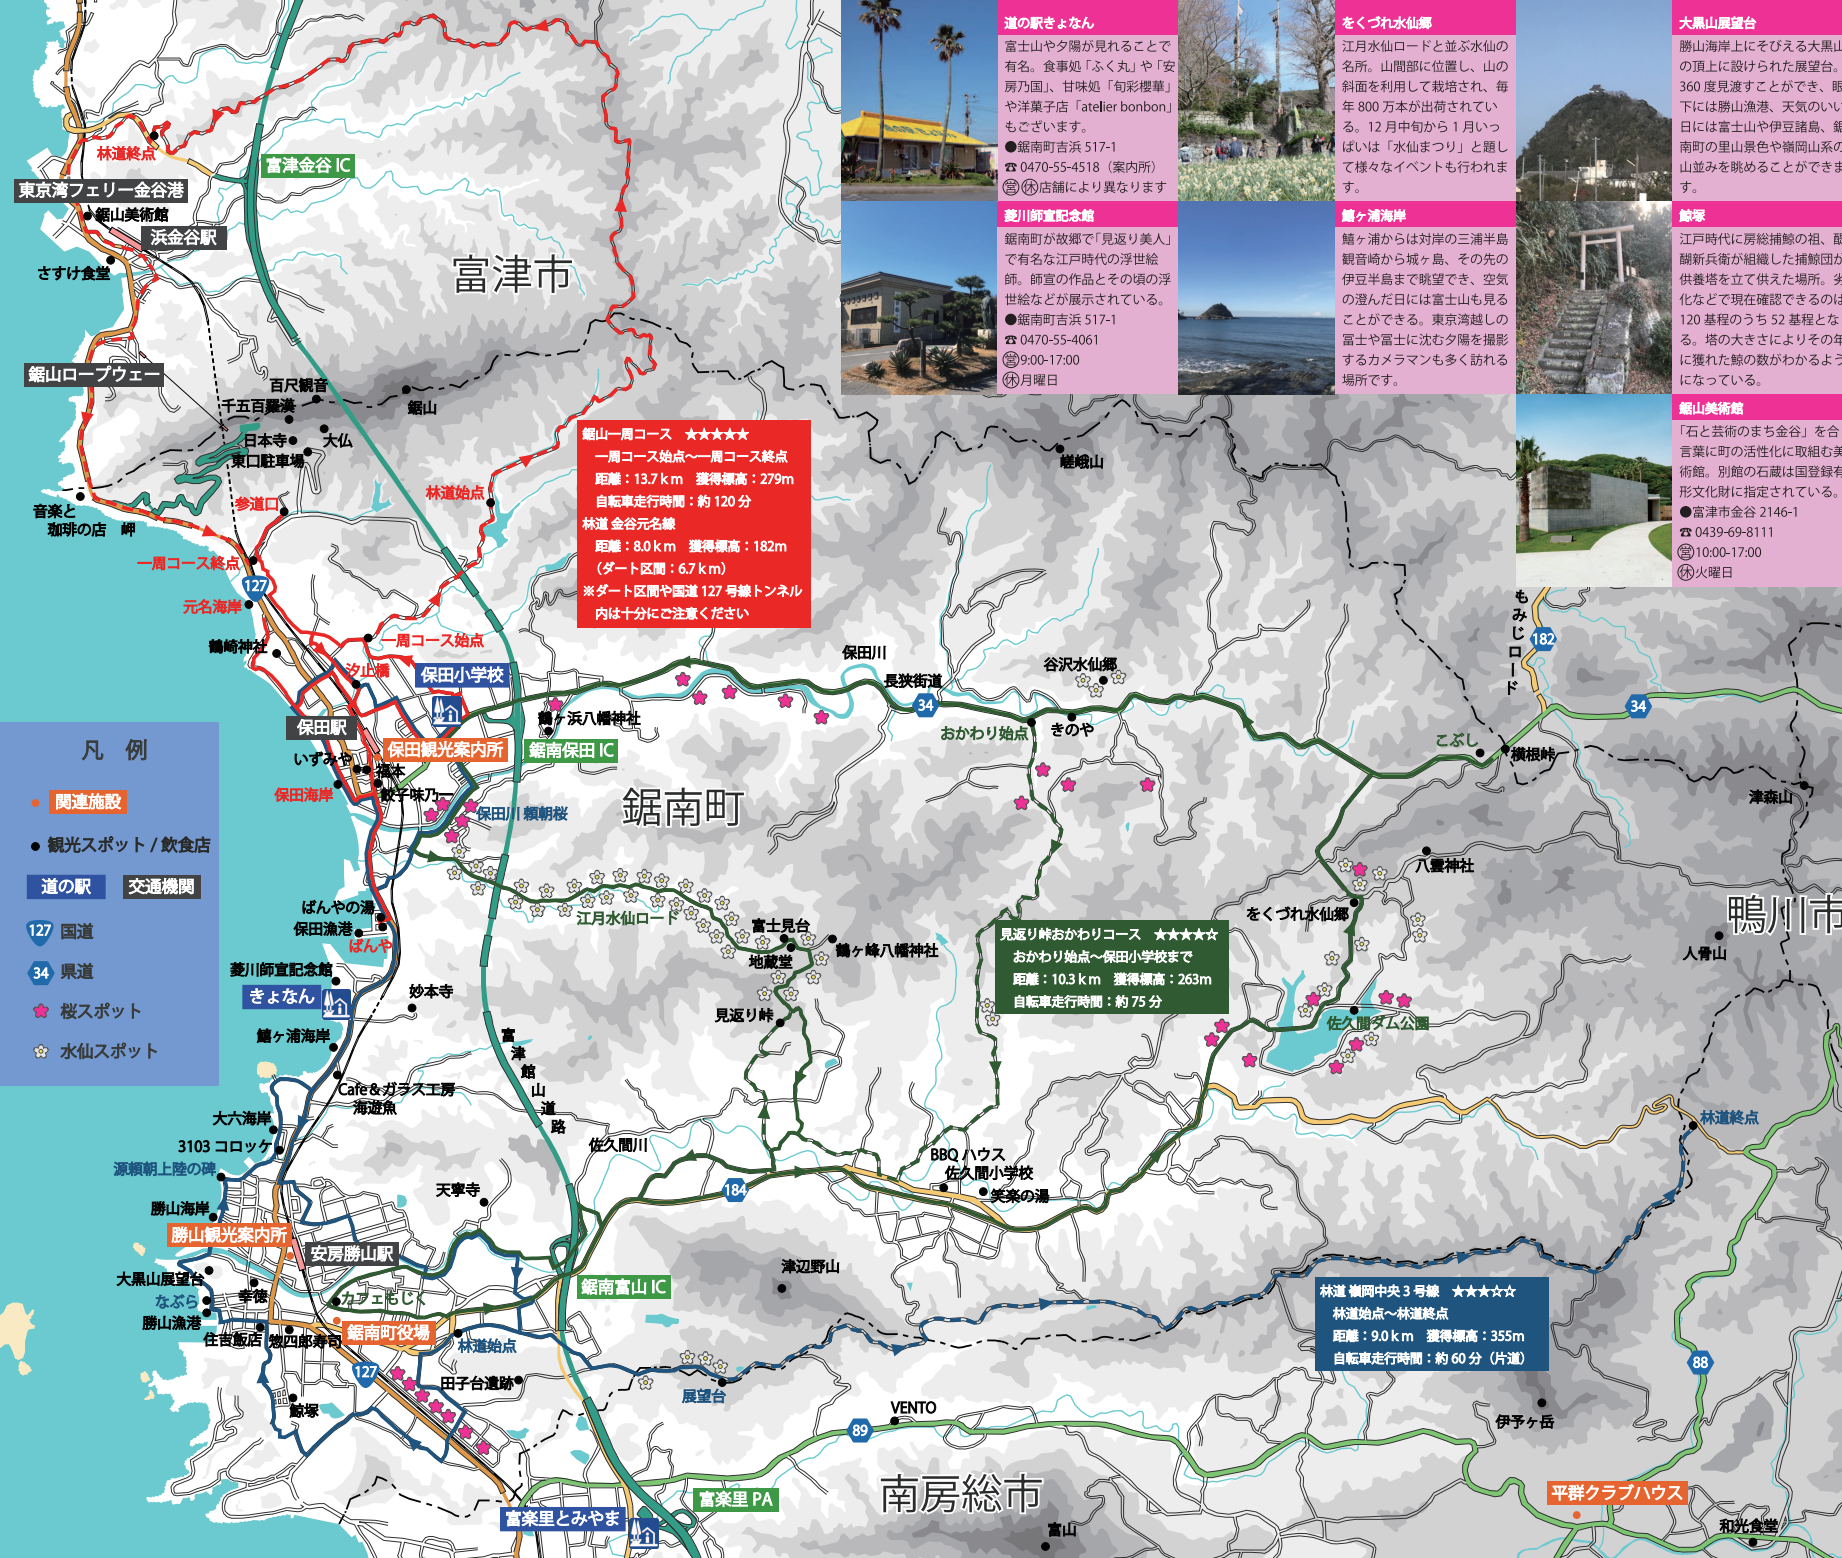 道の駅きょなん
富士山や夕陽が見れることで
有名。食事処「ふく丸」や「安
房乃国」、甘味処「旬彩櫻華」
や洋菓子店「atelier bonbon」
もございます。
●鋸南町吉浜 517-1
☎ 0470-55-4518（案内所）
営休店舗により異なります
をくづれ水仙郷
江月水仙ロードと並ぶ水仙の
名所。山間部に位置し、山の
斜面を利用して栽培され、毎
年 800 万本が出荷されてい
る。12 月中旬から 1 月いっ
ぱいは「水仙まつり」と題し
て様々なイベントも行われま
す。
大黒山展望台
勝山海岸上にそびえる大黒山
の頂上に設けられた展望台。
360 度見渡すことができ、眼
下には勝山漁港、天気のいい
日には富士山や伊豆諸島、鋸
南町の里山景色や嶺岡山系の
山並みを眺めることができま
す。
菱川師宣記念館
鋸南町が故郷で「見返り美人」
で有名な江戸時代の浮世絵
師。師宣の作品とその頃の浮
世絵などが展示されている。
●鋸南町吉浜 517-1
☎ 0470-55-4061
営9:00-17:00
休月曜日
鱚ヶ浦海岸
鱚ヶ浦からは対岸の三浦半島
観音崎から城ヶ島、その先の
伊豆半島まで眺望でき、空気
の澄んだ日には富士山も見る
ことができる。東京湾越しの
富士や富士に沈む夕陽を撮影
するカメラマンも多く訪れる
場所です。
鯨塚
江戸時代に房総捕鯨の祖、醍
醐新兵衛が組織した捕鯨団が
供養塔を立て供えた場所。劣
化などで現在確認できるのは
120 基程のうち 52 基程とな
る。塔の大きさによりその年
に獲れた鯨の数がわかるよう
になっている。
鋸山美術館
「石と芸術のまち金谷」を合
言葉に町の活性化に取組む美
術館。別館の石蔵は国登録有
形文化財に指定されている。
●富津市金谷 2146-1
☎ 0439-69-8111
営10:00-17:00
休火曜日
林道終点
富津金谷 IC
東京湾フェリー金谷港
鋸山美術館
浜金谷駅
さすけ食堂
富津市
鋸山ロープウェー
百尺観音
千五百羅漢
鋸山
日本寺
大仏
東口駐車場
音楽と
珈琲の店　岬
参道口
林道始点
一周コース終点
127
元名海岸
鶴崎神社
一周コース始点
汐止橋
鋸山一周コース　★★★★★
一周コース始点～一周コース終点
距離：13.7ｋｍ　獲得標高：279m
自転車走行時間：約 120 分
林道 金谷元名線
距離：8.0ｋｍ　獲得標高：182m
（ダート区間：6.7ｋｍ）
※ダート区間や国道 127 号線トンネル
内は十分にご注意ください
嵯峨山
もみじロード
182
34
保田小学校
保田川
長狭街道
34
谷沢水仙郷
鶴ヶ浜八幡神社
おかわり始点
きのや
こぶし
横根峠
津森山
保田駅
保田観光案内所
鋸南保田 IC
いずみや
福本
保田海岸
餃子味乃一
保田川 頼朝桜
鋸南町
凡　例
関連施設
観光スポット / 飲食店
道の駅
交通機関
127 国道
34 県道
桜スポット
水仙スポット
八雲神社
をくづれ水仙郷
鴨川市
人骨山
江月水仙ロード
富士見台
地蔵堂
鶴ヶ峰八幡神社
見返り峠
ばんやの湯
保田漁港
ばんや
菱川師宣記念館
きょなん
妙本寺
鱚ヶ浦海岸
見返り峠おかわりコース　★★★★☆
おかわり始点～保田小学校まで
距離：10.3ｋｍ　獲得標高：263m
自転車走行時間：約 75 分
佐久間ダム公園
富津館山道路
Cafe＆ガラス工房
海遊魚
大六海岸
3103 コロッケ
源頼朝上陸の碑
佐久間川
林道終点
BBQ ハウス
佐久間小学校
笑楽の湯
184
天寧寺
勝山海岸
勝山観光案内所
安房勝山駅
大黒山展望台
なぶら
幸徳
勝山漁港
住吉飯店
惣四郎寿司
カフェもじく
鋸南町役場
鋸南富山 IC
津辺野山
林道始点
田子台遺跡
展望台
127
鯨塚
林道 嶺岡中央 3 号線　★★★☆☆
林道始点～林道終点
距離：9.0ｋｍ　獲得標高：355m
自転車走行時間：約 60 分（片道）
88
伊予ヶ岳
VENTO
89
富楽里 PA
富楽里とみやま
南房総市
富山
平群クラブハウス
和光食堂